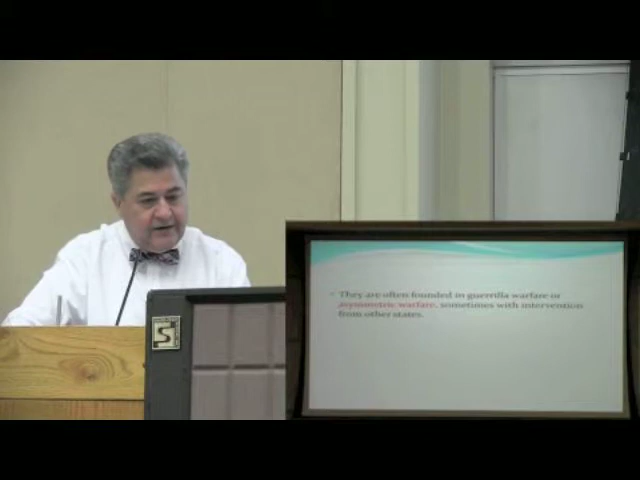 They are often founded in guerrilla warfare or
asymmetric warfare, sometimes with intervention
from other states.
S